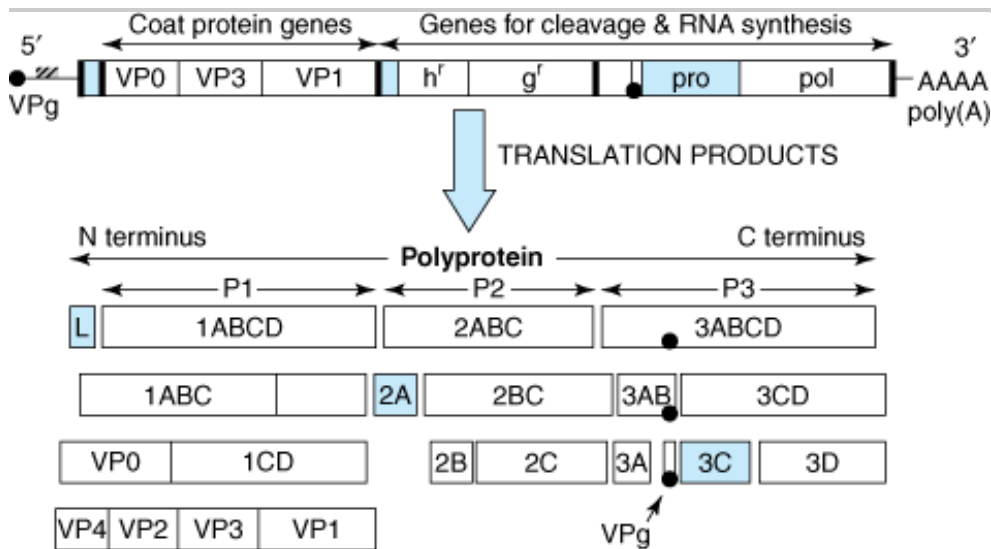 Coat protein genes Genes for cleavage & RNA synthesis
5′ 3′
VP0 VP3 VP1 hʳ gʳ pro pol AAAA
VPg poly(A)
TRANSLATION PRODUCTS
N terminus C terminus
Polyprotein
P1 P2 P3
L 1ABCD 2ABC 3ABCD
1ABC 2A 2BC 3AB 3CD
VP0 1CD 2B 2C 3A 3C 3D
VPg
VP4 VP2 VP3 VP1